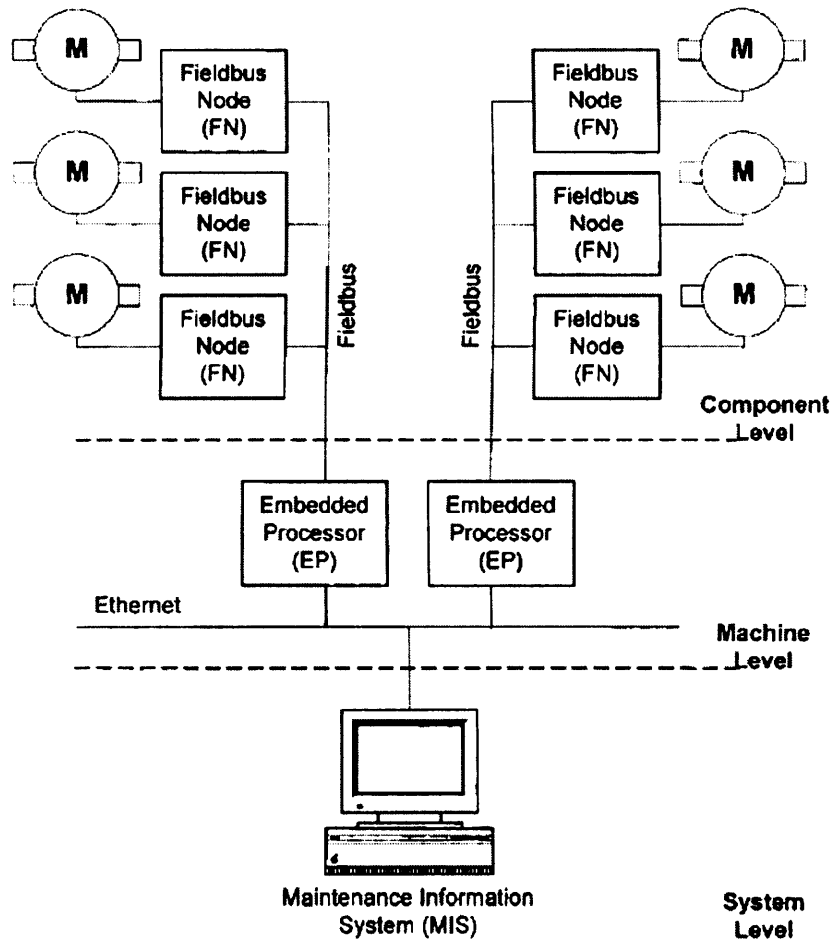 M
Fieldbus
Node
(FN)
Fieldbus
Node
(FN)
M
M
Fieldbus
Node
(FN)
Fieldbus
Node
(FN)
M
M
Fieldbus
Node
(FN)
Fieldbus
Fieldbus
Fieldbus
Node
(FN)
M
Component
Level
Embedded
Processor
(EP)
Embedded
Processor
(EP)
Ethernet
Machine
Level
Maintenance Information
System (MIS)
System
Level